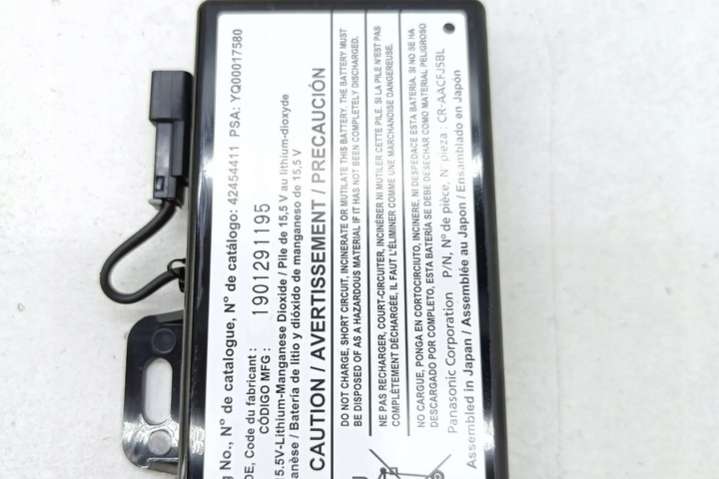 g No., N° de catalogue, N° de catálogo: 42454411 PSA: YQ00017580
DE, Code du fabricant :
CÓDIGO MFG : 1901291195
15.5V-Lithium-Manganese Dioxide / Pile de 15,5 V au lithium-dioxyde
anèse / Batería de litio y dióxido de manganeso de 15,5 V
CAUTION / AVERTISSEMENT / PRECAUCIÓN
DO NOT CHARGE, SHORT CIRCUIT, INCINERATE OR MUTILATE THIS BATTERY. THE BATTERY MUST
BE DISPOSED OF AS A HAZARDOUS MATERIAL IF IT HAS NOT BEEN COMPLETELY DISCHARGED.
NE PAS RECHARGER, COURT-CIRCUITER, INCINÉRER NI MUTILER CETTE PILE. SI LA PILE N'EST PAS
COMPLÈTEMENT DÉCHARGÉE, IL FAUT L'ÉLIMINER COMME UNE MARCHANDISE DANGEREUSE.
NO CARGUE, PONGA EN CORTOCIRCUITO, INCINERE, NI DESPEDACE ESTA BATERÍA. SI NO SE HA
DESCARGADO POR COMPLETO, ESTA BATERÍA SE DEBE DESECHAR COMO MATERIAL PELIGROSO
Panasonic Corporation P/N, N° de pièce, N° pieza : CR-AACFJ5BL
Assembled in Japan / Assemblée au Japon / Ensamblado en Japón